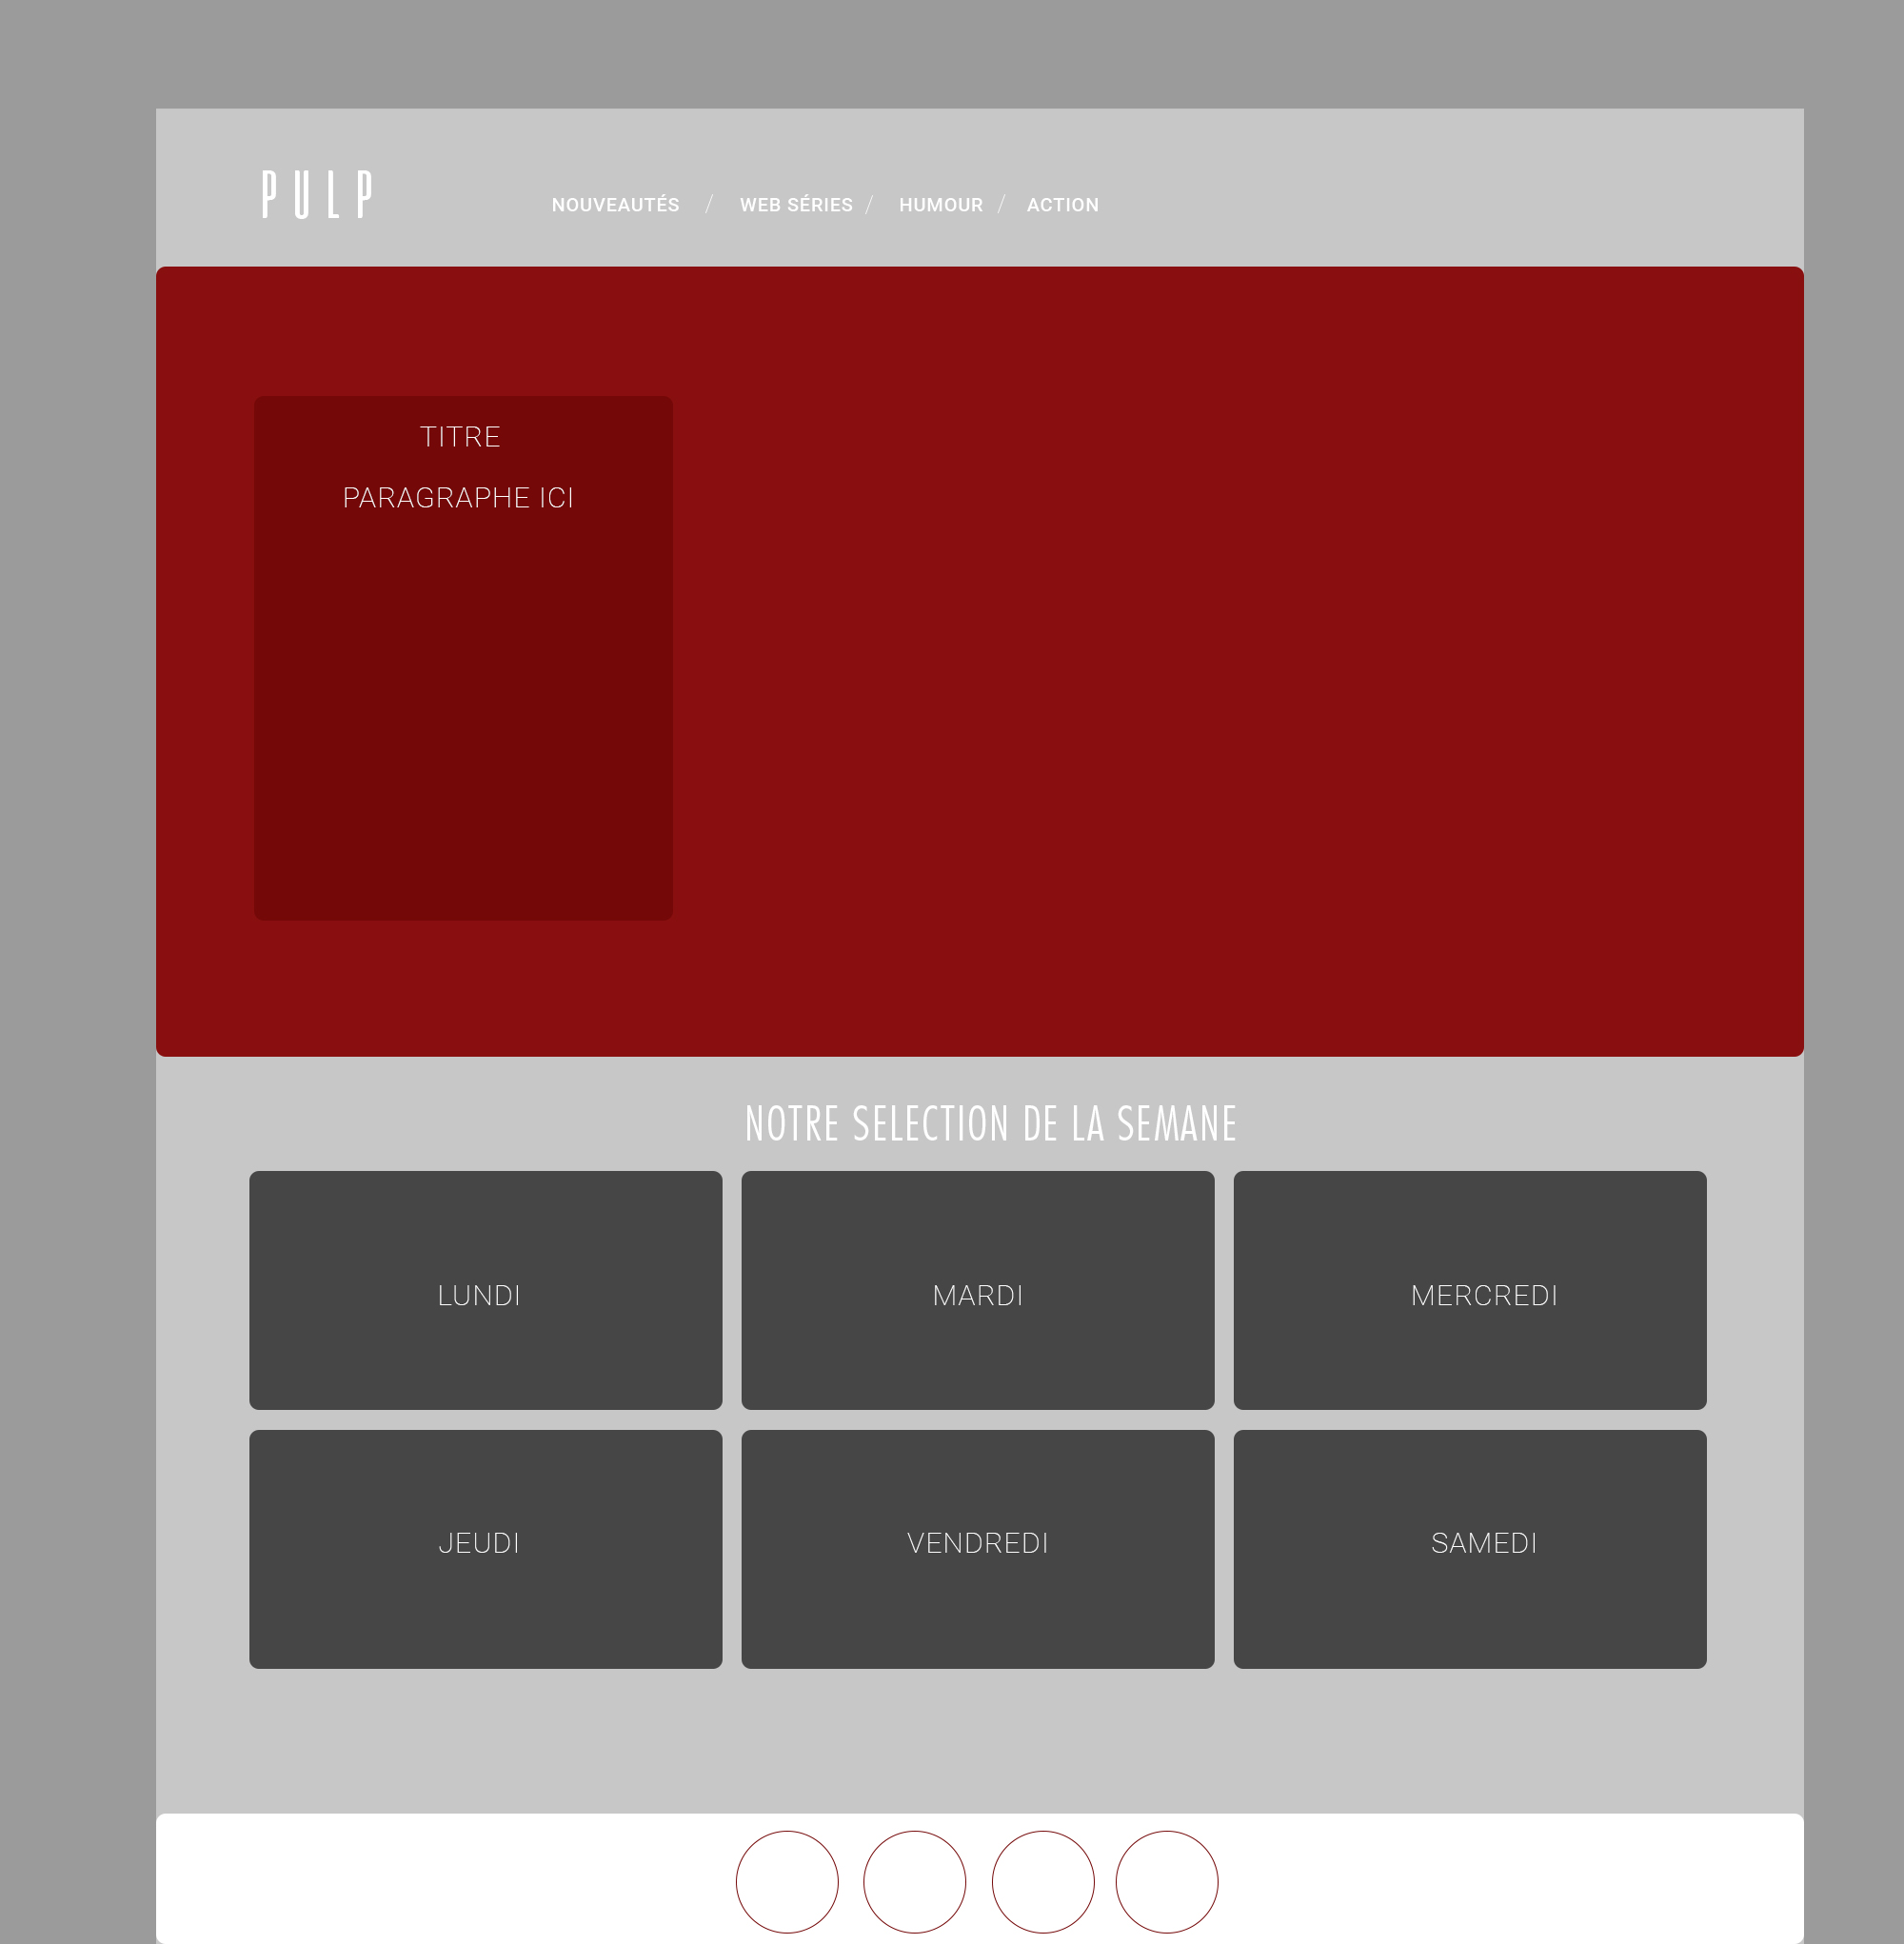 PULP
NOUVEAUTÉS / WEB SÉRIES / HUMOUR / ACTION
TITRE
PARAGRAPHE ICI
NOTRE SELECTION DE LA SEMANE
LUNDI
MARDI
MERCREDI
JEUDI
VENDREDI
SAMEDI